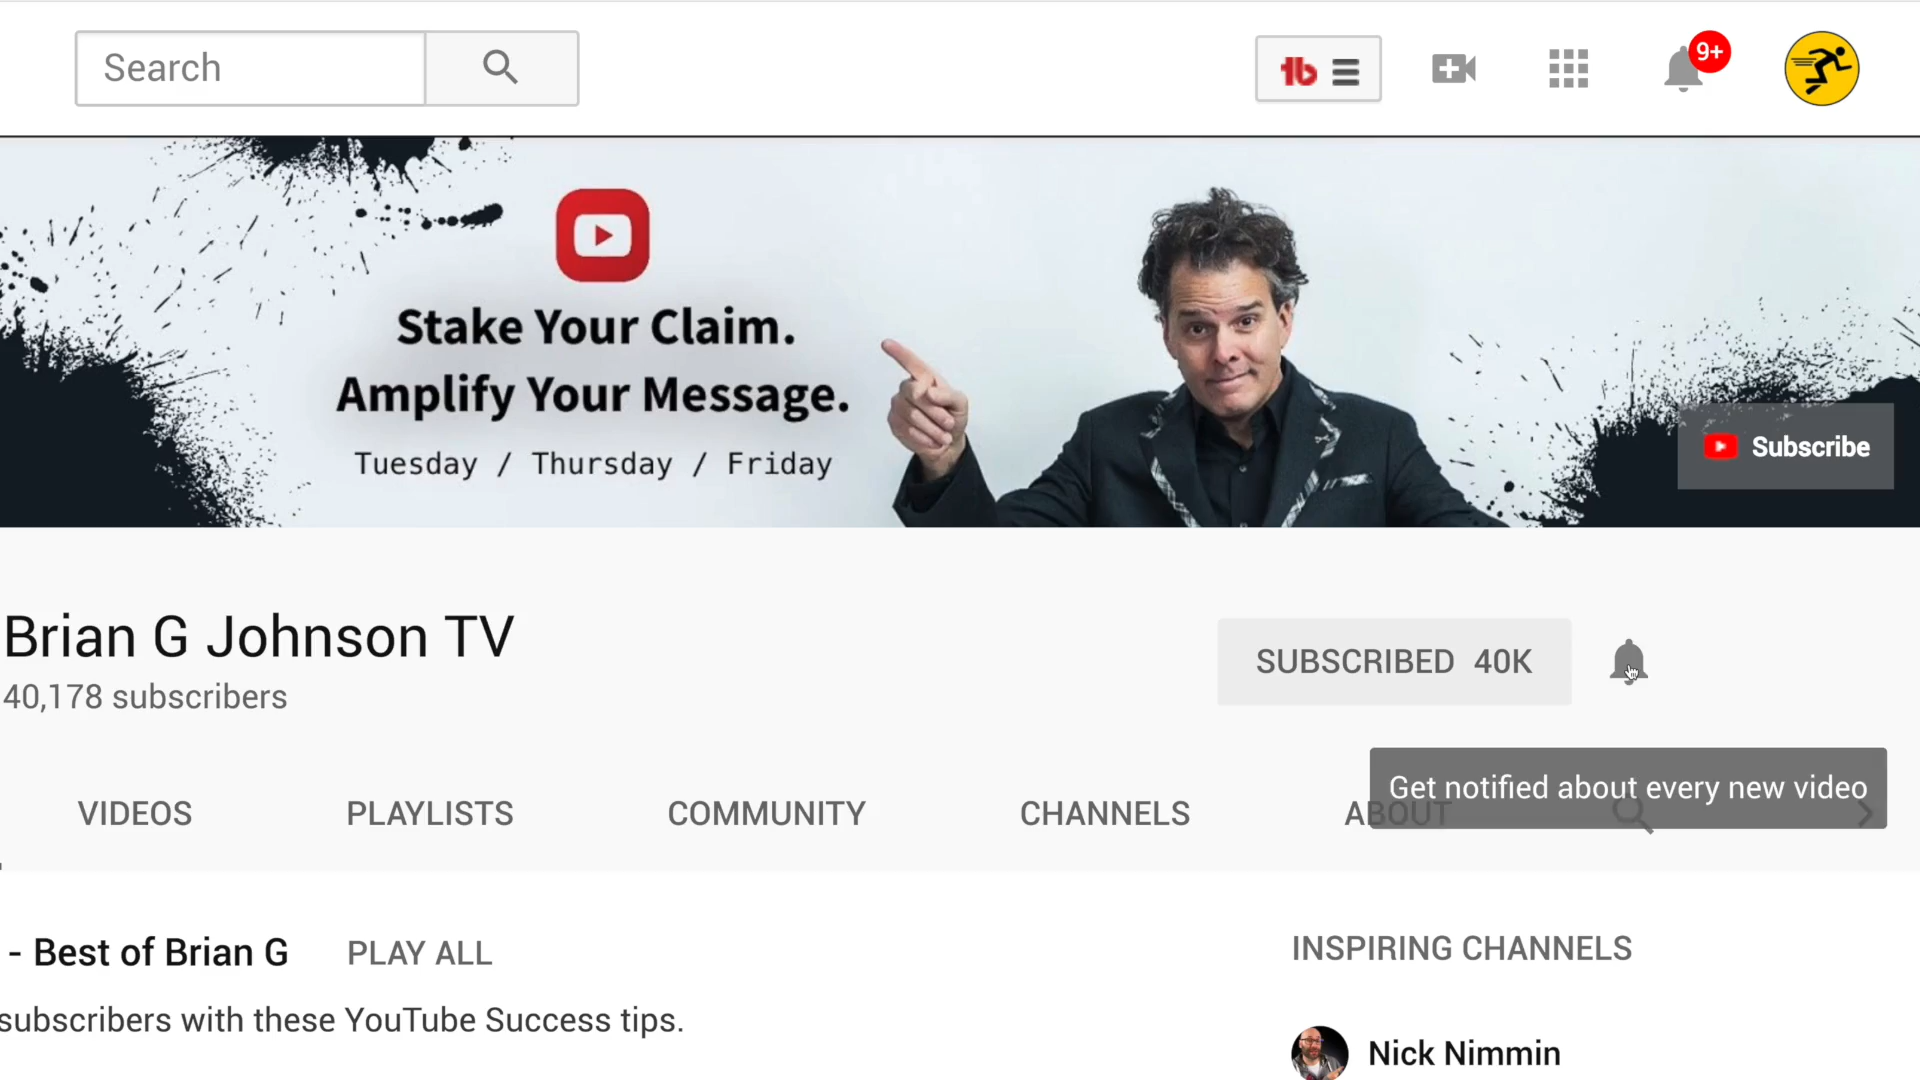 Search
tb
9+
Stake Your Claim.
Amplify Your Message.
Tuesday / Thursday / Friday
Subscribe
Brian G Johnson TV
40,178 subscribers
SUBSCRIBED 40K
Get notified about every new video
VIDEOS
PLAYLISTS
COMMUNITY
CHANNELS
ABOUT
- Best of Brian G
PLAY ALL
subscribers with these YouTube Success tips.
INSPIRING CHANNELS
Nick Nimmin